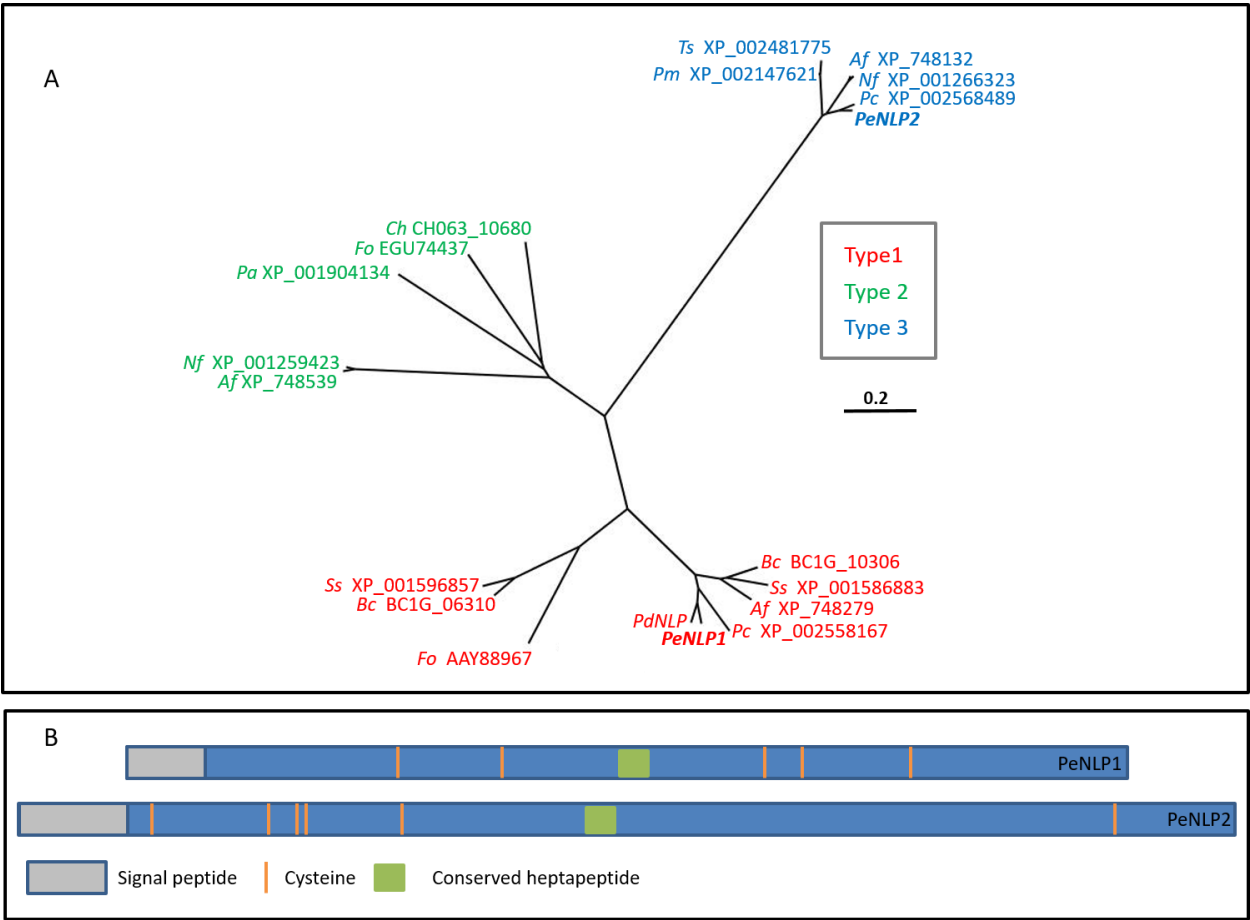 A
Ts XP_002481775
Pm XP_002147621
Af XP_748132
Nf XP_001266323
Pc XP_002568489
PeNLP2
Ch CH063_10680
Fo EGU74437
Pa XP_001904134
Nf XP_001259423
Af XP_748539
Type1
Type 2
Type 3
0.2
Ss XP_001596857
Bc BC1G_06310
Fo AAY88967
Bc BC1G_10306
Ss XP_001586883
Af XP_748279
Pc XP_002558167
PdNLP
PeNLP1
B
PeNLP1
PeNLP2
Signal peptide
Cysteine
Conserved heptapeptide